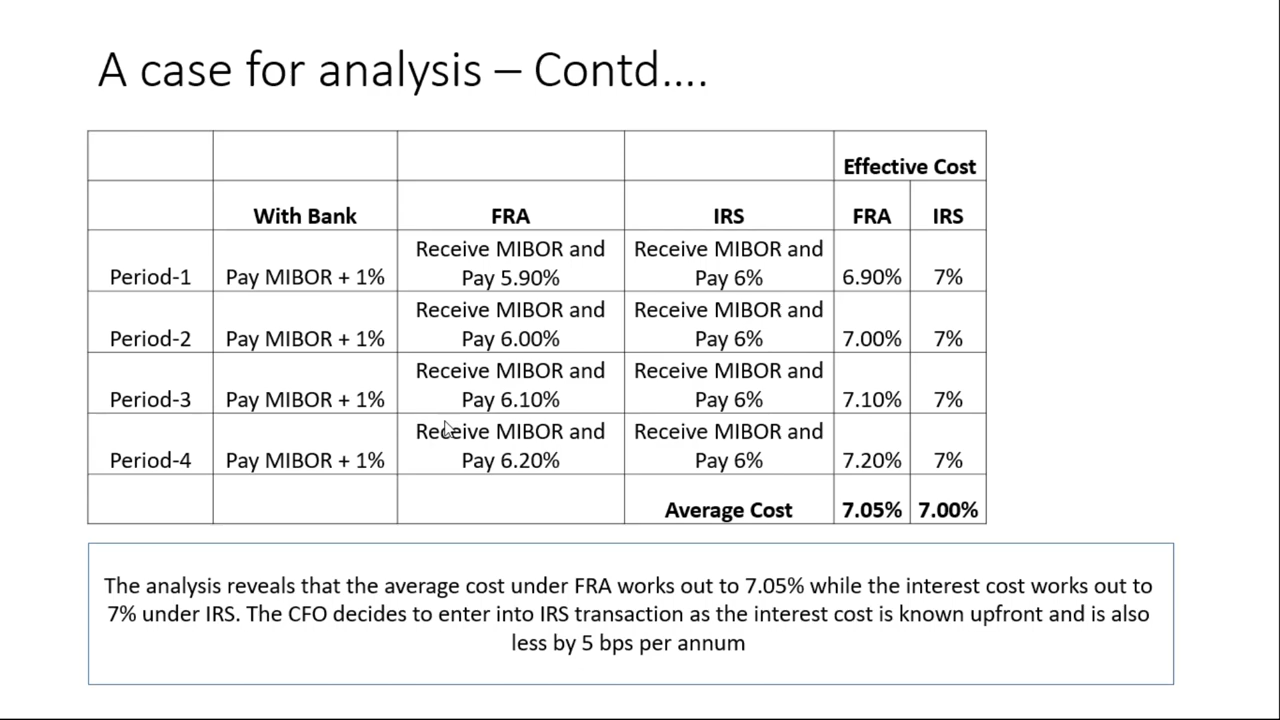 A case for analysis – Contd....
Effective Cost
With Bank FRA IRS FRA IRS
Receive MIBOR and Receive MIBOR and
Period-1 Pay MIBOR + 1% Pay 5.90% Pay 6% 6.90% 7%
Receive MIBOR and Receive MIBOR and
Period-2 Pay MIBOR + 1% Pay 6.00% Pay 6% 7.00% 7%
Receive MIBOR and Receive MIBOR and
Period-3 Pay MIBOR + 1% Pay 6.10% Pay 6% 7.10% 7%
Receive MIBOR and Receive MIBOR and
Period-4 Pay MIBOR + 1% Pay 6.20% Pay 6% 7.20% 7%
Average Cost 7.05% 7.00%
The analysis reveals that the average cost under FRA works out to 7.05% while the interest cost works out to
7% under IRS. The CFO decides to enter into IRS transaction as the interest cost is known upfront and is also
less by 5 bps per annum